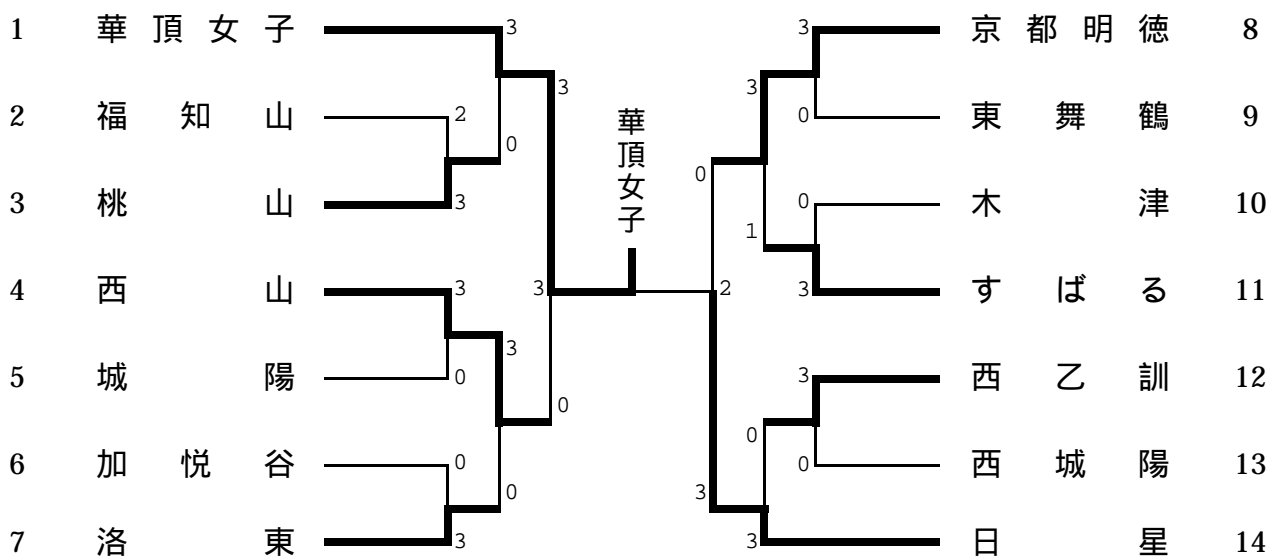 1 華頂女子 3 3 京都明徳 8
3 3
2 福知山 2 華頂女子 0 東舞鶴 9
0 0
3 桃山 3 0 木津 10
1
4 西山 3 3 2 3 すばる 11
3
5 城陽 0 3 西乙訓 12
0 0
6 加悦谷 0 0 西城陽 13
0 3
7 洛東 3 3 日星 14